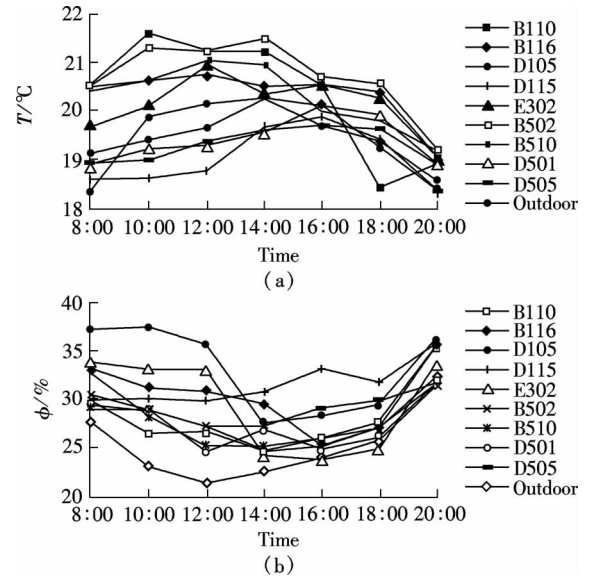 22
21
20
19
18
T/℃
8:00 10:00 12:00 14:00 16:00 18:00 20:00
Time
(a)
B110
B116
D105
D115
E302
B502
B510
D501
D505
Outdoor
40
35
30
25
20
ϕ/%
8:00 10:00 12:00 14:00 16:00 18:00 20:00
Time
(b)
B110
B116
D105
D115
E302
B502
B510
D501
D505
Outdoor